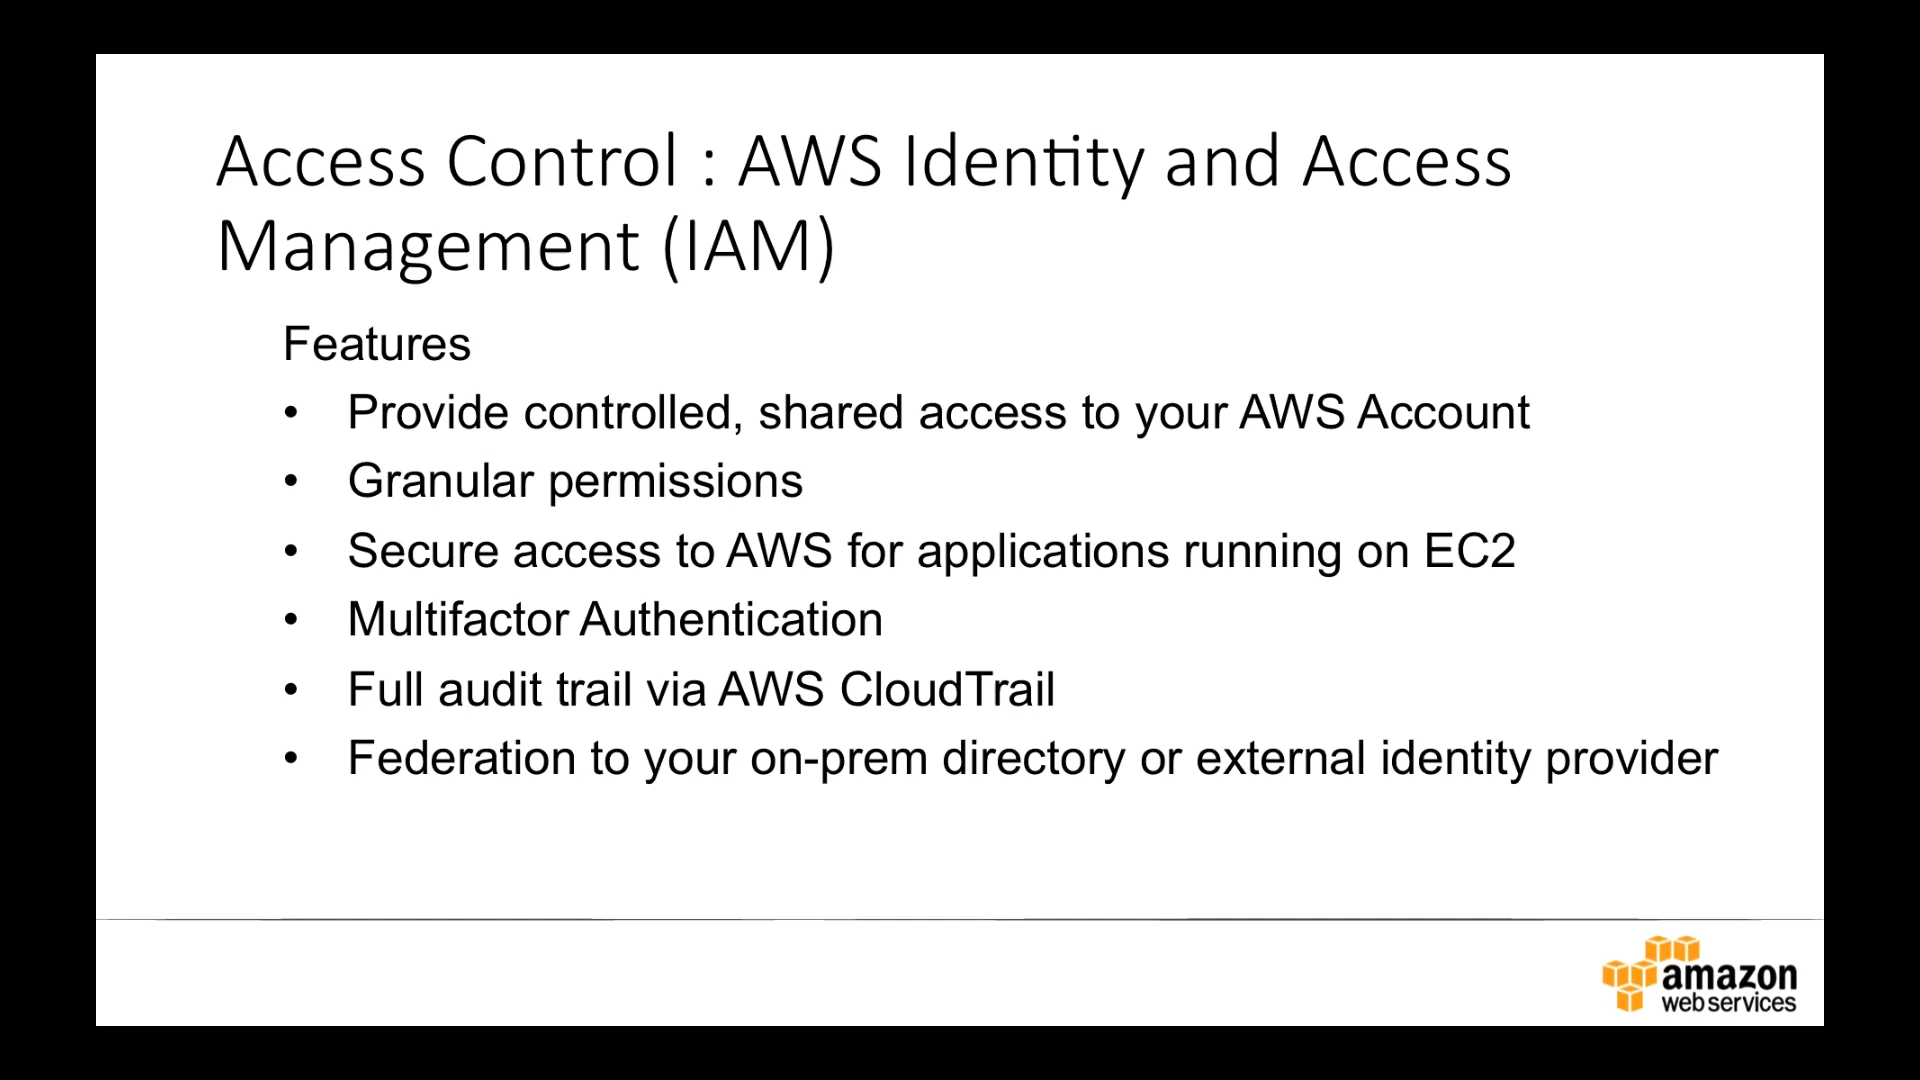 Access Control : AWS Identity and Access
Management (IAM)
Features
• Provide controlled, shared access to your AWS Account
• Granular permissions
• Secure access to AWS for applications running on EC2
• Multifactor Authentication
• Full audit trail via AWS CloudTrail
• Federation to your on-prem directory or external identity provider
amazon
webservices